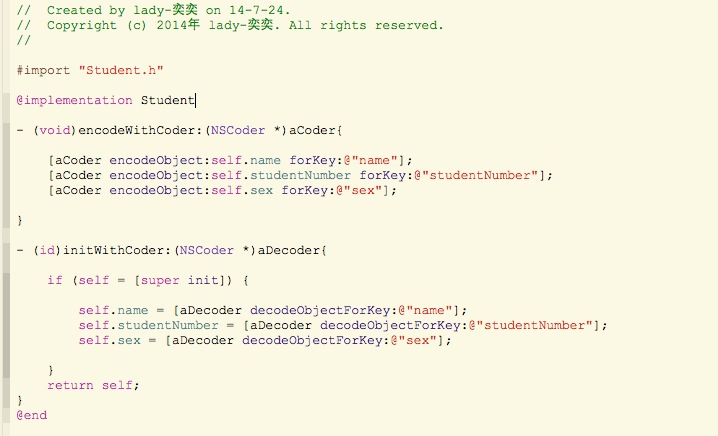 //  Created by lady-奕奕 on 14-7-24.
//  Copyright (c) 2014年 lady-奕奕. All rights reserved.
//
#import "Student.h"
@implementation Student
- (void)encodeWithCoder:(NSCoder *)aCoder{
[aCoder encodeObject:self.name forKey:@"name"];
[aCoder encodeObject:self.studentNumber forKey:@"studentNumber"];
[aCoder encodeObject:self.sex forKey:@"sex"];
}
- (id)initWithCoder:(NSCoder *)aDecoder{
if (self = [super init]) {
self.name = [aDecoder decodeObjectForKey:@"name"];
self.studentNumber = [aDecoder decodeObjectForKey:@"studentNumber"];
self.sex = [aDecoder decodeObjectForKey:@"sex"];
}
return self;
}
@end